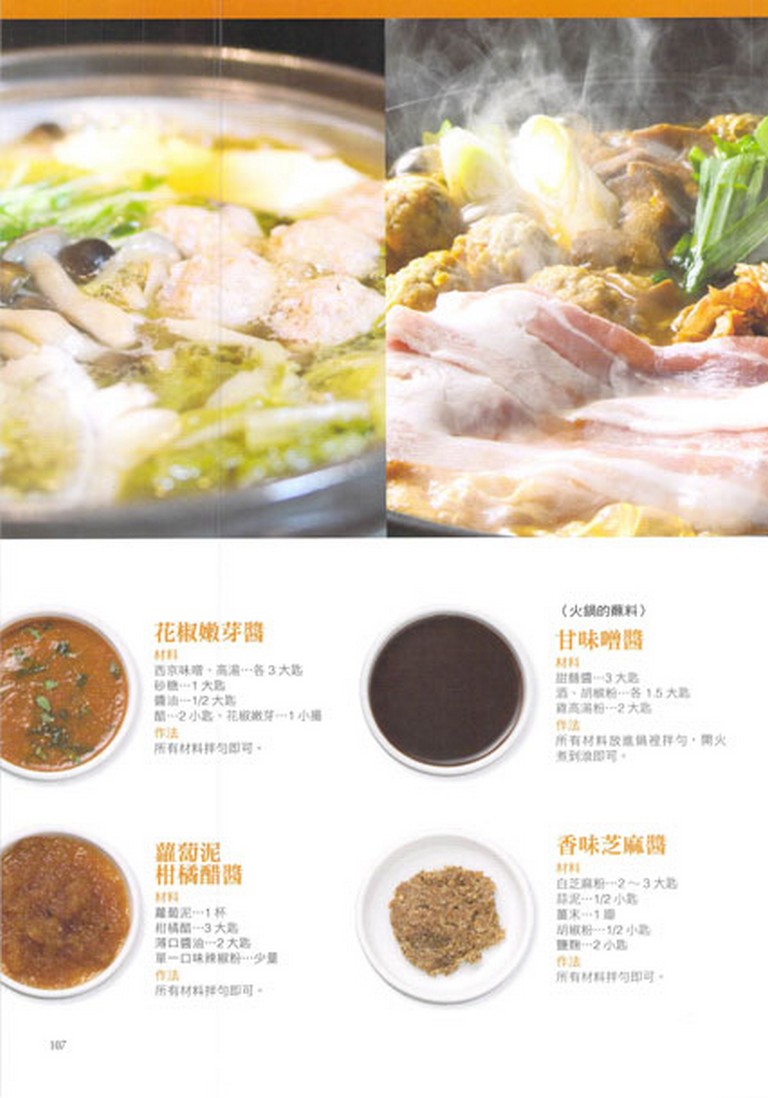 〈火鍋的蘸料〉
甘味噌醬
材料
甜麵醬…3 大匙
酒、胡椒粉…各 1.5 大匙
雞高湯粉…2 大匙
作法
所有材料放進鍋裡拌勻，開火
煮到滾即可。
香味芝麻醬
材料
白芝麻粉…2～3 大匙
蒜泥…1/2 小匙
薑末…1 瓣
胡椒粉…1/2 小匙
鹽麴…2 小匙
作法
所有材料拌勻即可。
花椒嫩芽醬
材料
西京味噌、高湯…各 3 大匙
砂糖…1 大匙
醬油…1/2 大匙
醋…2 小匙、花椒嫩芽…1 小撮
作法
所有材料拌勻即可。
蘿蔔泥
柑橘醋醬
材料
蘿蔔泥…1 杯
柑橘醋…3 大匙
薄口醬油…2 大匙
單一口味辣椒粉…少量
作法
所有材料拌勻即可。
107